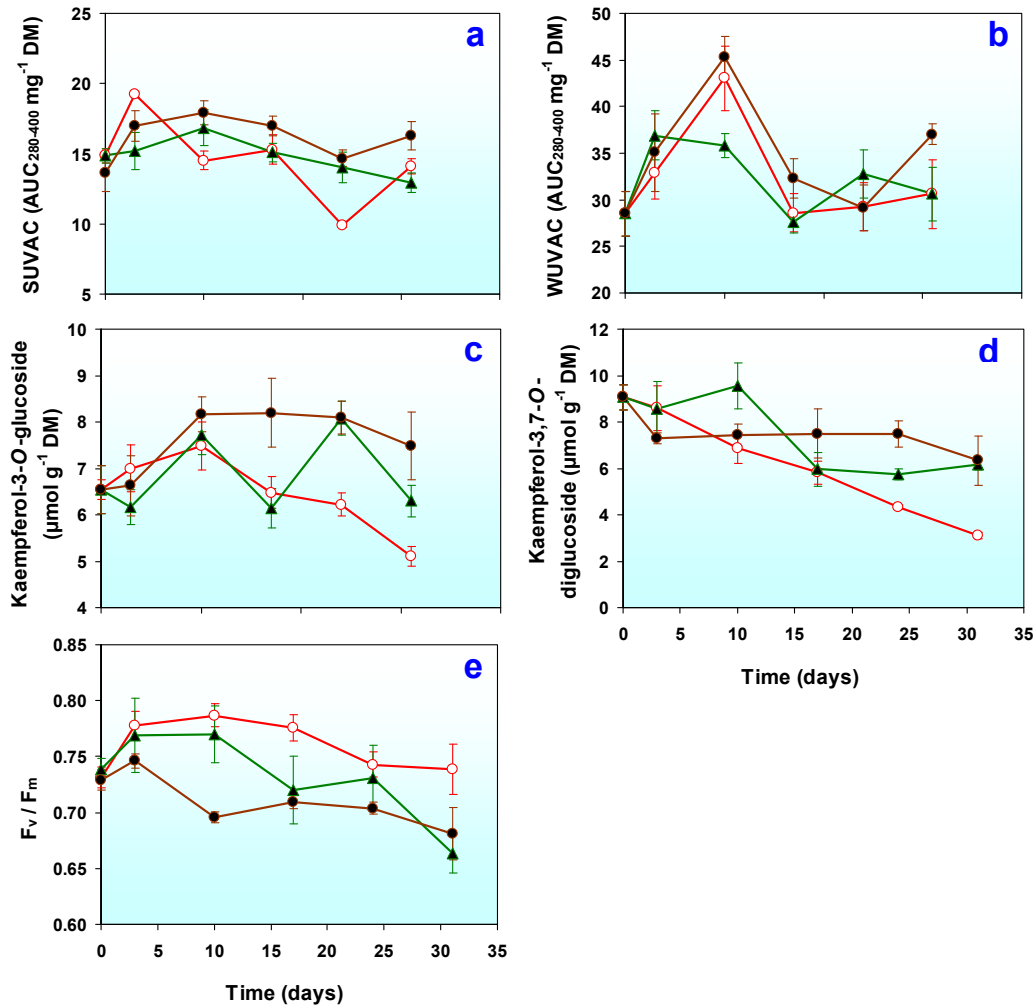 a
SUVAC (AUC280-400 mg-1 DM)
25
20
15
10
5
b
WUVAC (AUC280-400 mg-1 DM)
50
45
40
35
30
25
20
c
Kaempferol-3-O-glucoside
(µmol g-1 DM)
10
9
8
7
6
5
4
d
Kaempferol-3,7-O-
diglucoside (µmol g-1 DM)
12
10
8
6
4
2
0
0 5 10 15 20 25 30 35
Time (days)
e
Fv / Fm
0.85
0.80
0.75
0.70
0.65
0.60
0 5 10 15 20 25 30 35
Time (days)